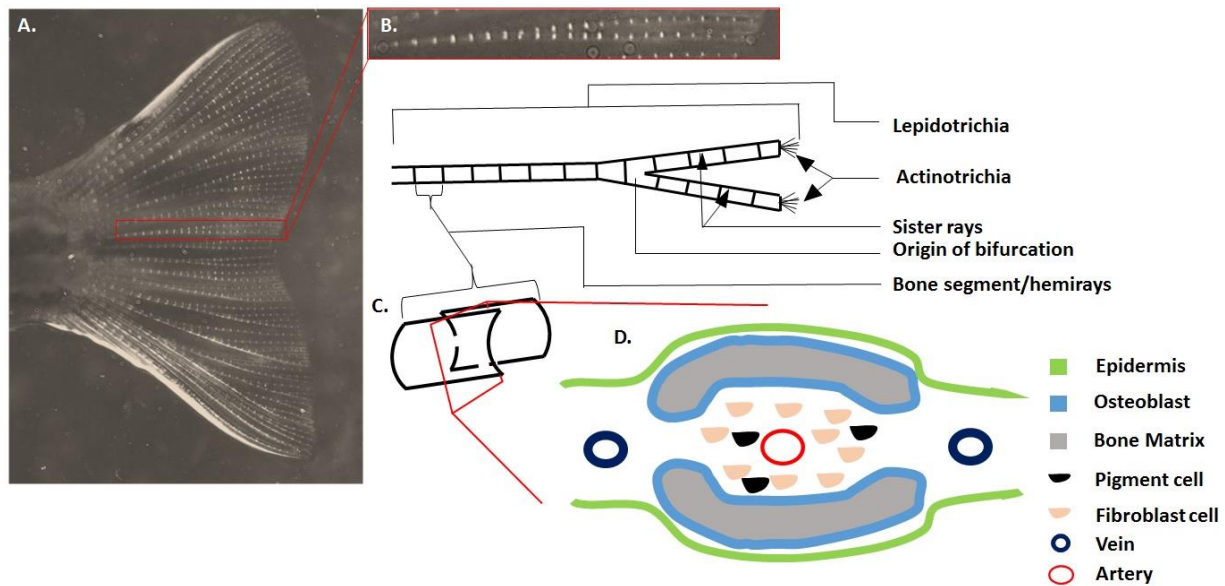 A.
B.
Lepidotrichia
Actinotrichia
Sister rays
Origin of bifurcation
Bone segment/hemirays
C.
D.
Epidermis
Osteoblast
Bone Matrix
Pigment cell
Fibroblast cell
Vein
Artery